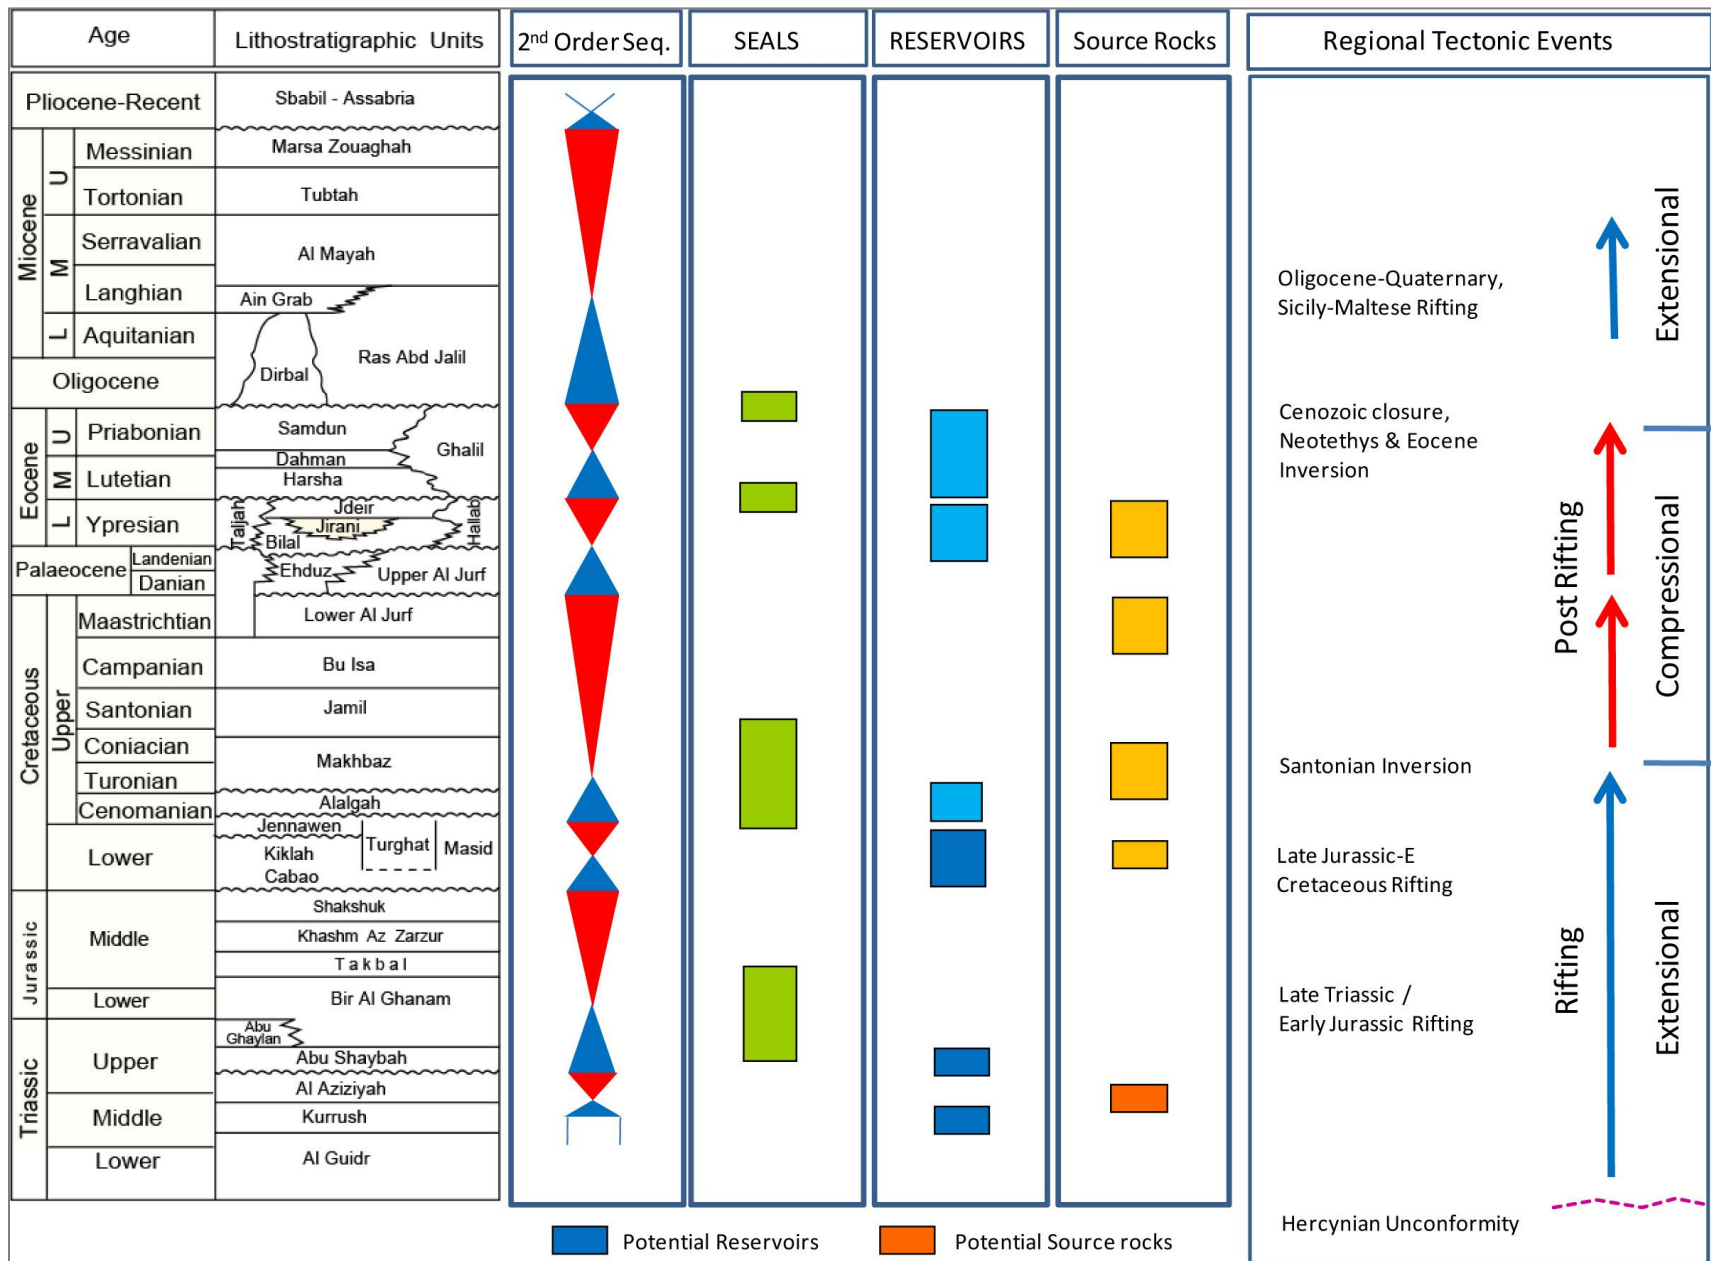 Age
Lithostratigraphic Units
2nd Order Seq.
SEALS
RESERVOIRS
Source Rocks
Regional Tectonic Events
Pliocene-Recent
Sbabil - Assabria
Miocene
U
Messinian
Marsa Zouaghah
Tortonian
Tubtah
M
Serravalian
Al Mayah
Langhian
Ain Grab
L
Aquitanian
Ras Abd Jalil
Oligocene
Dirbal
Eocene
U
Priabonian
Samdun
Ghalil
Dahman
M
Lutetian
Harsha
L
Ypresian
Taljah
Jdeir
Jirani
Bilal
Hallab
Palaeocene
Landenian
Danian
Ehduz
Upper Al Jurf
Cretaceous
Upper
Maastrichtian
Lower Al Jurf
Campanian
Bu Isa
Santonian
Jamil
Coniacian
Makhbaz
Turonian
Cenomanian
Alalgah
Lower
Jennawen
Kiklah
Cabao
Turghat
Masid
Jurassic
Middle
Shakshuk
Khashm Az Zarzur
Takbal
Lower
Bir Al Ghanam
Triassic
Upper
Abu
Ghaylan
Abu Shaybah
Al Aziziyah
Middle
Kurrush
Lower
Al Guidr
Oligocene-Quaternary,
Sicily-Maltese Rifting
Extensional
Cenozoic closure,
Neotethys & Eocene
Inversion
Post Rifting
Compressional
Santonian Inversion
Late Jurassic-E
Cretaceous Rifting
Late Triassic /
Early Jurassic Rifting
Rifting
Extensional
Hercynian Unconformity
Potential Reservoirs
Potential Source rocks